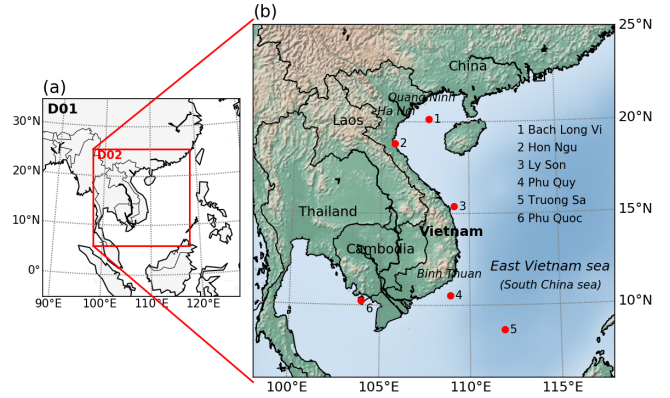 (a)
D01
D02
30°N
20°N
10°N
0°
90°E
100°E
110°E
120°E
(b)
25°N
China
Quang Ninh
Ha Noi
Laos
1
20°N
2
1 Bach Long Vi
2 Hon Ngu
3 Ly Son
4 Phu Quy
5 Truong Sa
6 Phu Quoc
3
15°N
Thailand
Vietnam
Cambodia
East Vietnam sea
Binh Thuan
(South China sea)
4
10°N
6
5
100°E
105°E
110°E
115°E